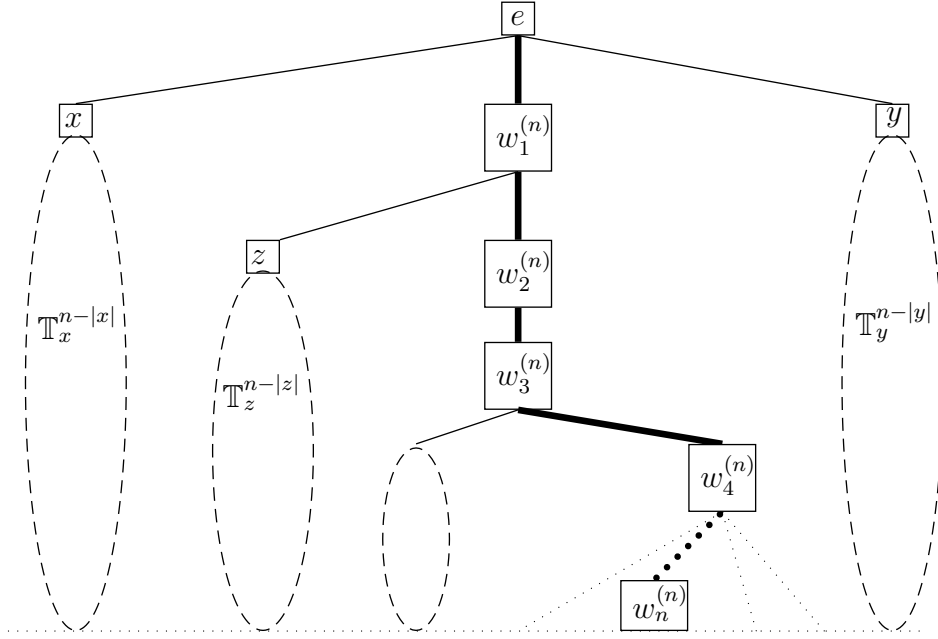 e
x
w_1^{(n)}
y
z
w_2^{(n)}
𝕋_x^{n-|x|}
𝕋_y^{n-|y|}
w_3^{(n)}
𝕋_z^{n-|z|}
w_4^{(n)}
w_n^{(n)}